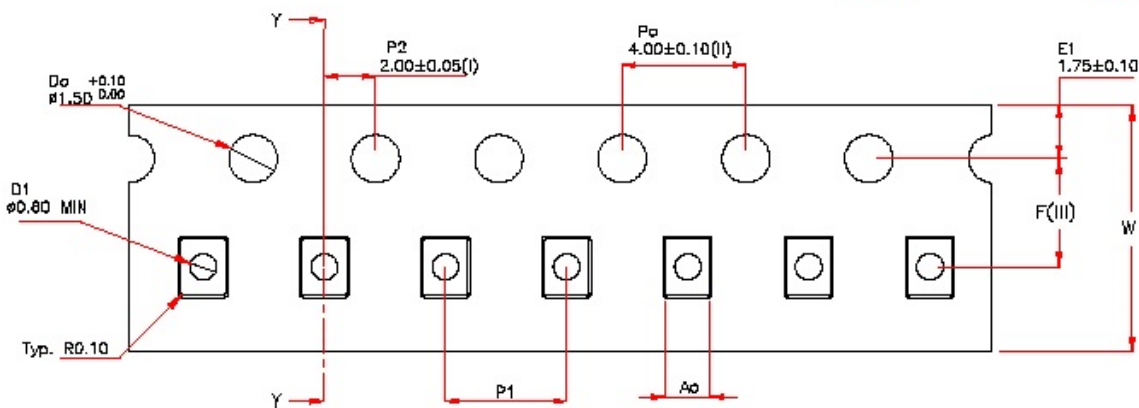 Y
P2
2.00±0.05(I)
Po
4.00±0.10(II)
E1
1.75±0.10
Do +0.10
ø1.50 0.00
D1
ø0.80 MIN
F(III)
W
Typ. R0.10
Y
P1
Ao